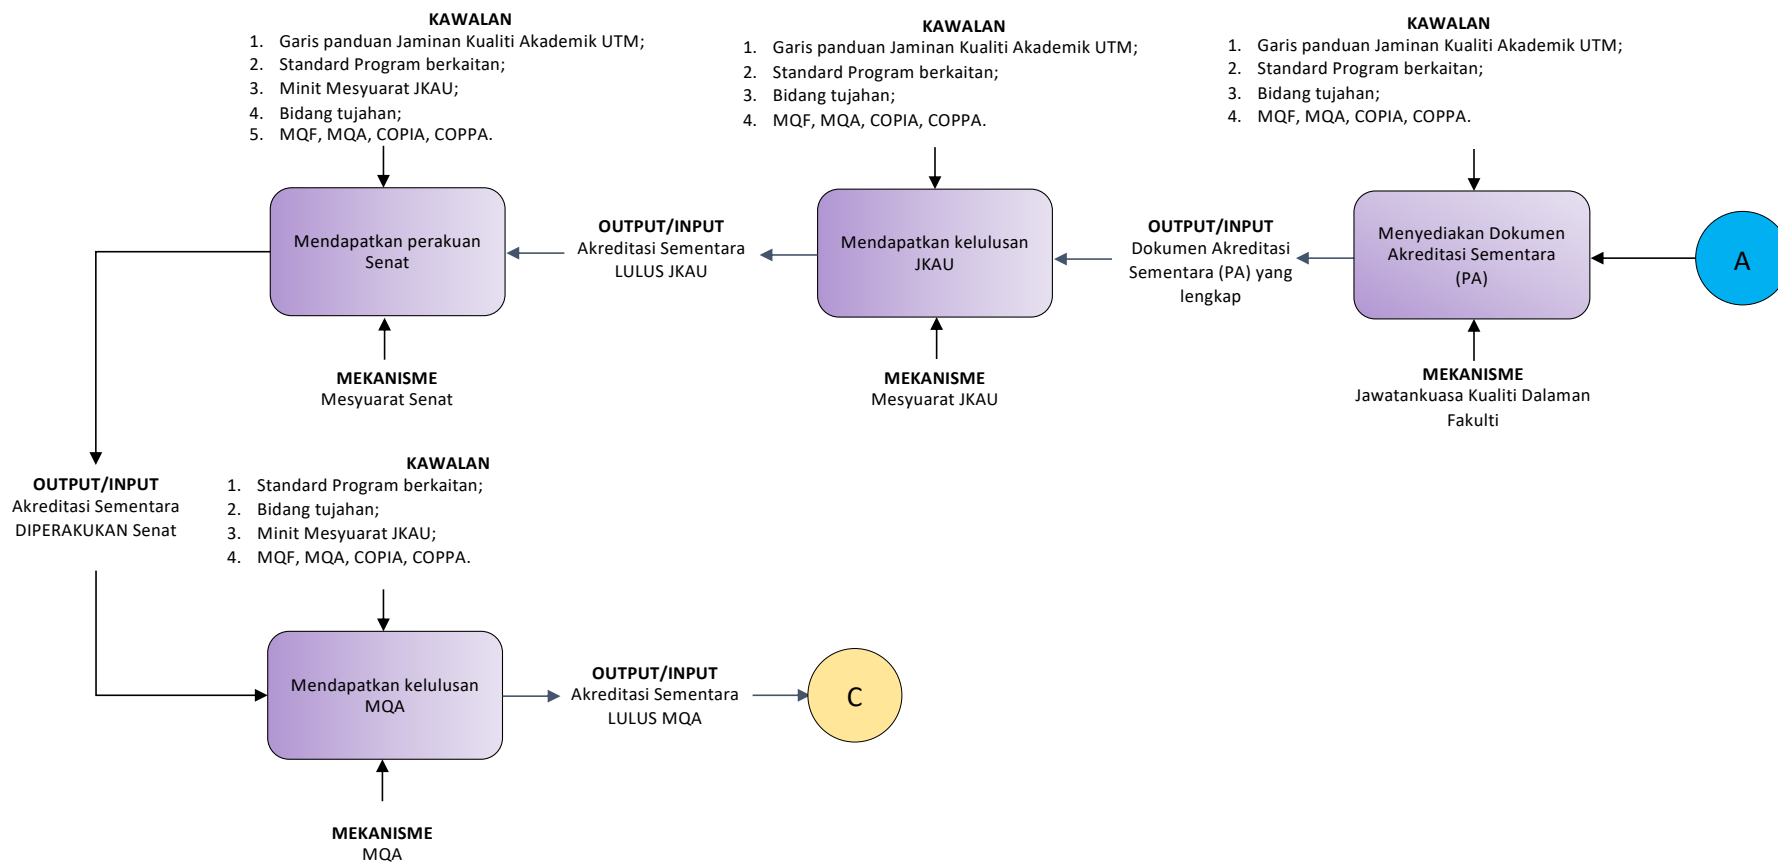 KAWALAN
1. Garis panduan Jaminan Kualiti Akademik UTM;
2. Standard Program berkaitan;
3. Minit Mesyuarat JKAU;
4. Bidang tujahan;
5. MQF, MQA, COPIA, COPPA.
KAWALAN
1. Garis panduan Jaminan Kualiti Akademik UTM;
2. Standard Program berkaitan;
3. Bidang tujahan;
4. MQF, MQA, COPIA, COPPA.
KAWALAN
1. Garis panduan Jaminan Kualiti Akademik UTM;
2. Standard Program berkaitan;
3. Bidang tujahan;
4. MQF, MQA, COPIA, COPPA.
Mendapatkan perakuan
Senat
OUTPUT/INPUT
Akreditasi Sementara
LULUS JKAU
Mendapatkan kelulusan
JKAU
OUTPUT/INPUT
Dokumen Akreditasi
Sementara (PA) yang
lengkap
Menyediakan Dokumen
Akreditasi Sementara
(PA)
A
MEKANISME
Mesyuarat Senat
MEKANISME
Mesyuarat JKAU
MEKANISME
Jawatankuasa Kualiti Dalaman
Fakulti
OUTPUT/INPUT
Akreditasi Sementara
DIPERAKUKAN Senat
KAWALAN
1. Standard Program berkaitan;
2. Bidang tujahan;
3. Minit Mesyuarat JKAU;
4. MQF, MQA, COPIA, COPPA.
Mendapatkan kelulusan
MQA
OUTPUT/INPUT
Akreditasi Sementara
LULUS MQA
C
MEKANISME
MQA